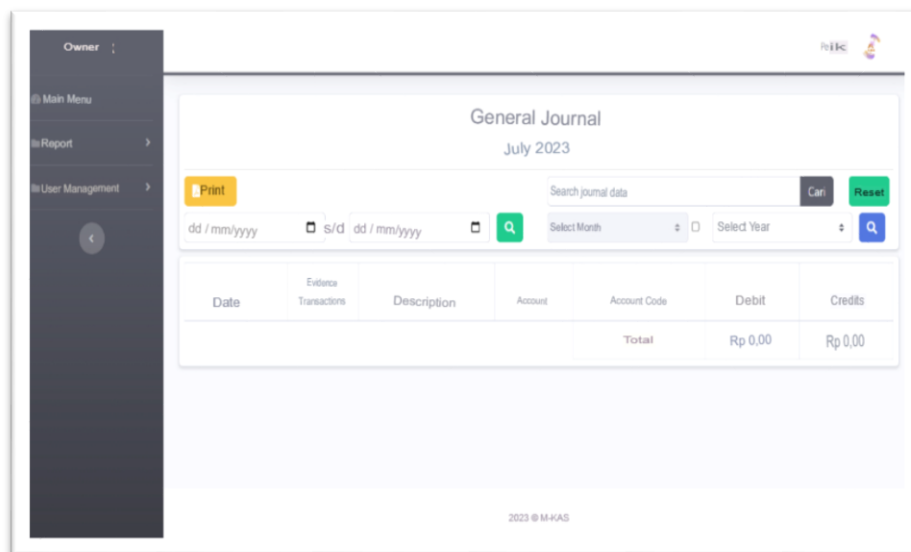 Owner
Main Menu
Report
User Management
General Journal
July 2023
Print
Search journal data
Cari
Reset
dd / mm/yyyy s/d dd / mm/yyyy
Select Month
Select Year
Date
Evidence
Transactions
Description
Account
Account Code
Debit
Credits
Total
Rp 0,00
Rp 0,00
2023 © M-KAS